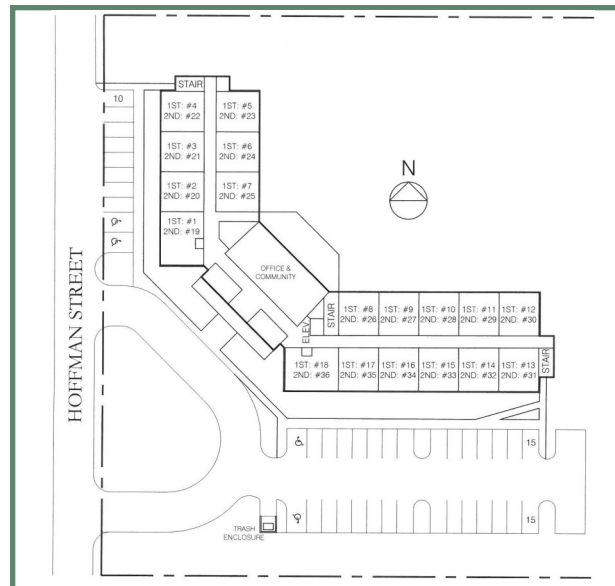 STAIR
10
1ST: #4
2ND: #22
1ST: #5
2ND: #23
1ST: #3
2ND: #21
1ST: #6
2ND: #24
1ST: #2
2ND: #20
1ST: #7
2ND: #25
1ST: #1
2ND: #19
N
HOFFMAN STREET
OFFICE &
COMMUNITY
ELEV.
STAIR
1ST: #8
2ND: #26
1ST: #9
2ND: #27
1ST: #10
2ND: #28
1ST: #11
2ND: #29
1ST: #12
2ND: #30
1ST: #18
2ND: #36
1ST: #17
2ND: #35
1ST: #16
2ND: #34
1ST: #15
2ND: #33
1ST: #14
2ND: #32
1ST: #13
2ND: #31
STAIR
15
15
TRASH
ENCLOSURE